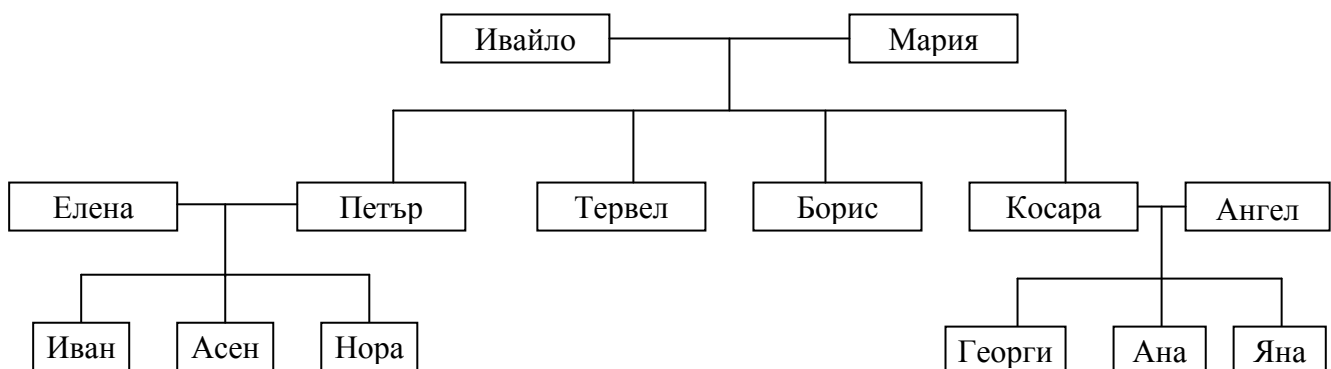 Ивайло Мария
Елена Петър Тервел Борис Косара Ангел
Иван Асен Нора Георги Ана Яна